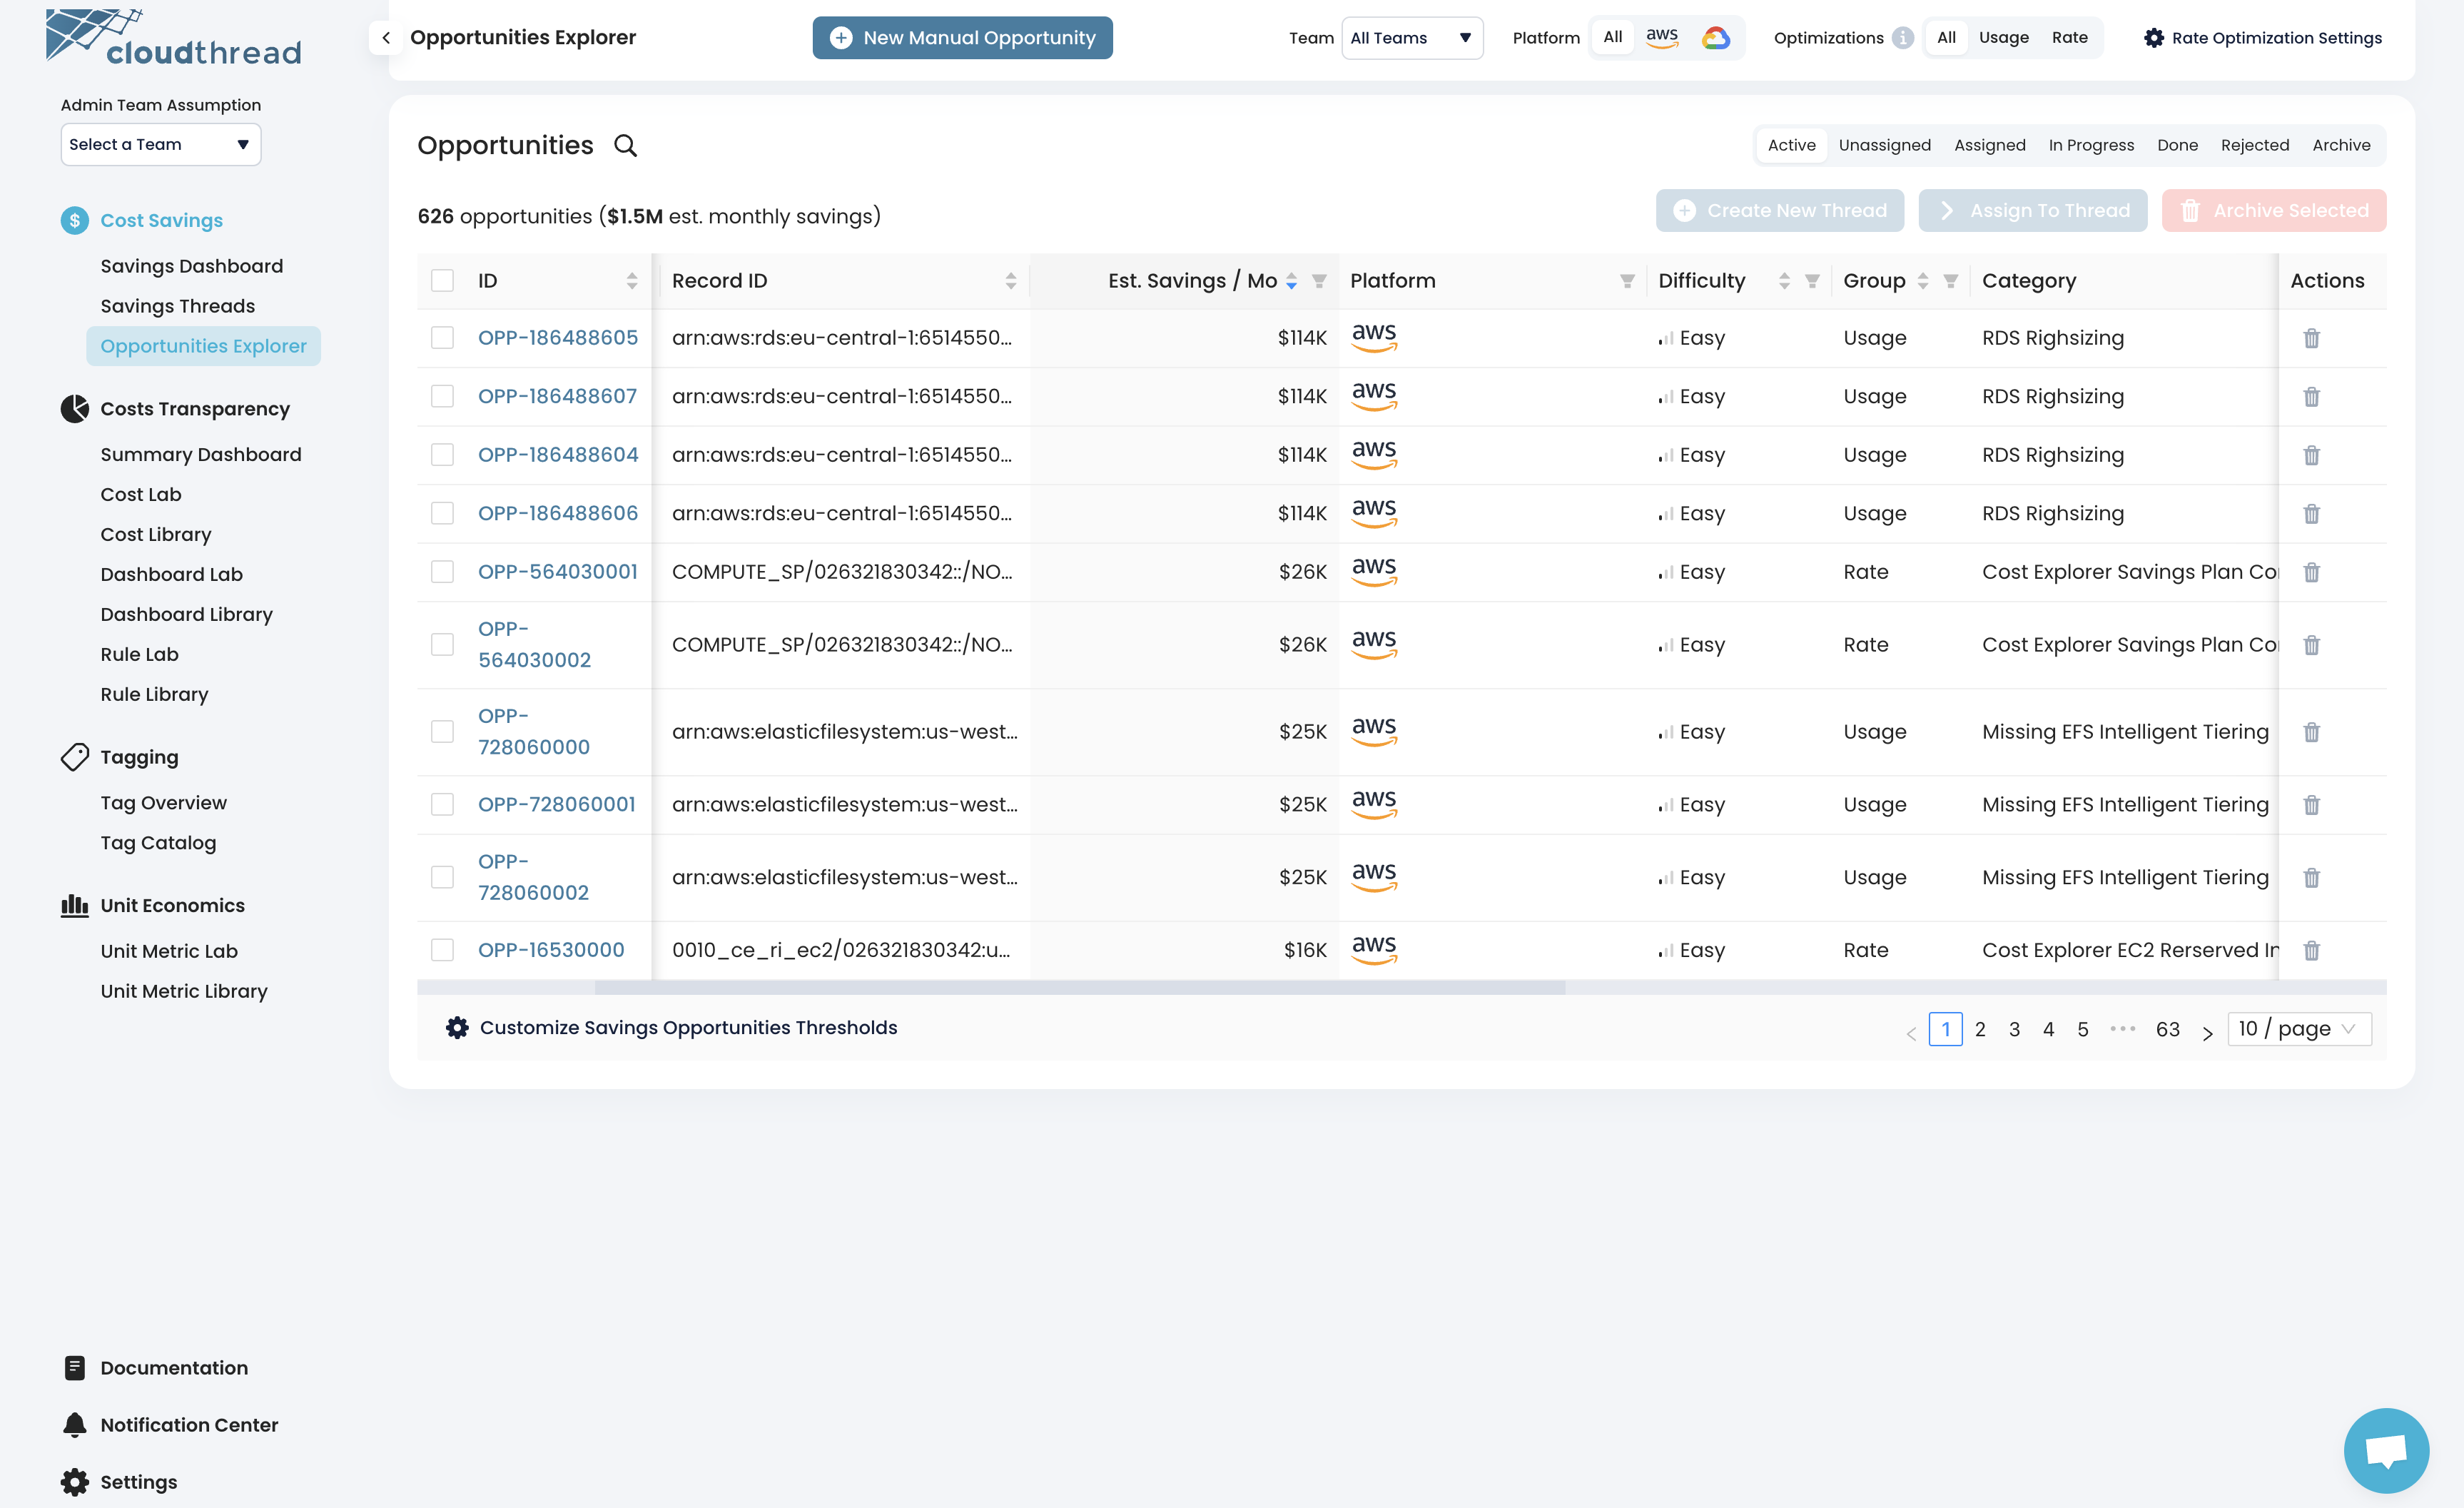 cloudthread
Admin Team Assumption
Select a Team
Cost Savings
Savings Dashboard
Savings Threads
Opportunities Explorer
Costs Transparency
Summary Dashboard
Cost Lab
Cost Library
Dashboard Lab
Dashboard Library
Rule Lab
Rule Library
Tagging
Tag Overview
Tag Catalog
Unit Economics
Unit Metric Lab
Unit Metric Library
Documentation
Notification Center
Settings
Opportunities Explorer
New Manual Opportunity
Team All Teams
Platform All aws
Optimizations All Usage Rate
Rate Optimization Settings
Opportunities
Active Unassigned Assigned In Progress Done Rejected Archive
626 opportunities ($1.5M est. monthly savings)
Create New Thread Assign To Thread Archive Selected
ID Record ID Est. Savings / Mo Platform Difficulty Group Category Actions
OPP-186488605 arn:aws:rds:eu-central-1:6514550... $114K aws Easy Usage RDS Righsizing
OPP-186488607 arn:aws:rds:eu-central-1:6514550... $114K aws Easy Usage RDS Righsizing
OPP-186488604 arn:aws:rds:eu-central-1:6514550... $114K aws Easy Usage RDS Righsizing
OPP-186488606 arn:aws:rds:eu-central-1:6514550... $114K aws Easy Usage RDS Righsizing
OPP-564030001 COMPUTE_SP/026321830342::/NO... $26K aws Easy Rate Cost Explorer Savings Plan Co
OPP-
564030002 COMPUTE_SP/026321830342::/NO... $26K aws Easy Rate Cost Explorer Savings Plan Co
OPP-
728060000 arn:aws:elasticfilesystem:us-west... $25K aws Easy Usage Missing EFS Intelligent Tiering
OPP-728060001 arn:aws:elasticfilesystem:us-west... $25K aws Easy Usage Missing EFS Intelligent Tiering
OPP-
728060002 arn:aws:elasticfilesystem:us-west... $25K aws Easy Usage Missing EFS Intelligent Tiering
OPP-16530000 0010_ce_ri_ec2/026321830342:u... $16K aws Easy Rate Cost Explorer EC2 Rerserved In
Customize Savings Opportunities Thresholds
< 1 2 3 4 5 ••• 63 > 10 / page